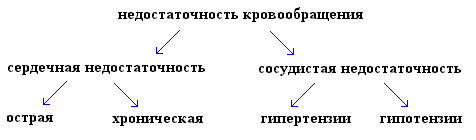 недостаточность кровообращения
сердечная недостаточность сосудистая недостаточность
острая хроническая гипертензии гипотензии